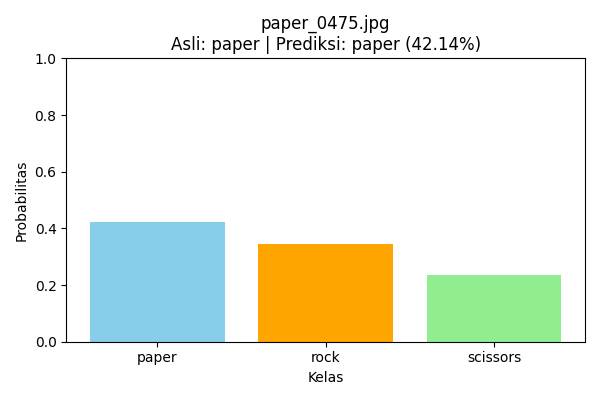 paper_0475.jpg
Asli: paper | Prediksi: paper (42.14%)
1.0
0.8
0.6
0.4
0.2
0.0
Probabilitas
paper rock scissors
Kelas